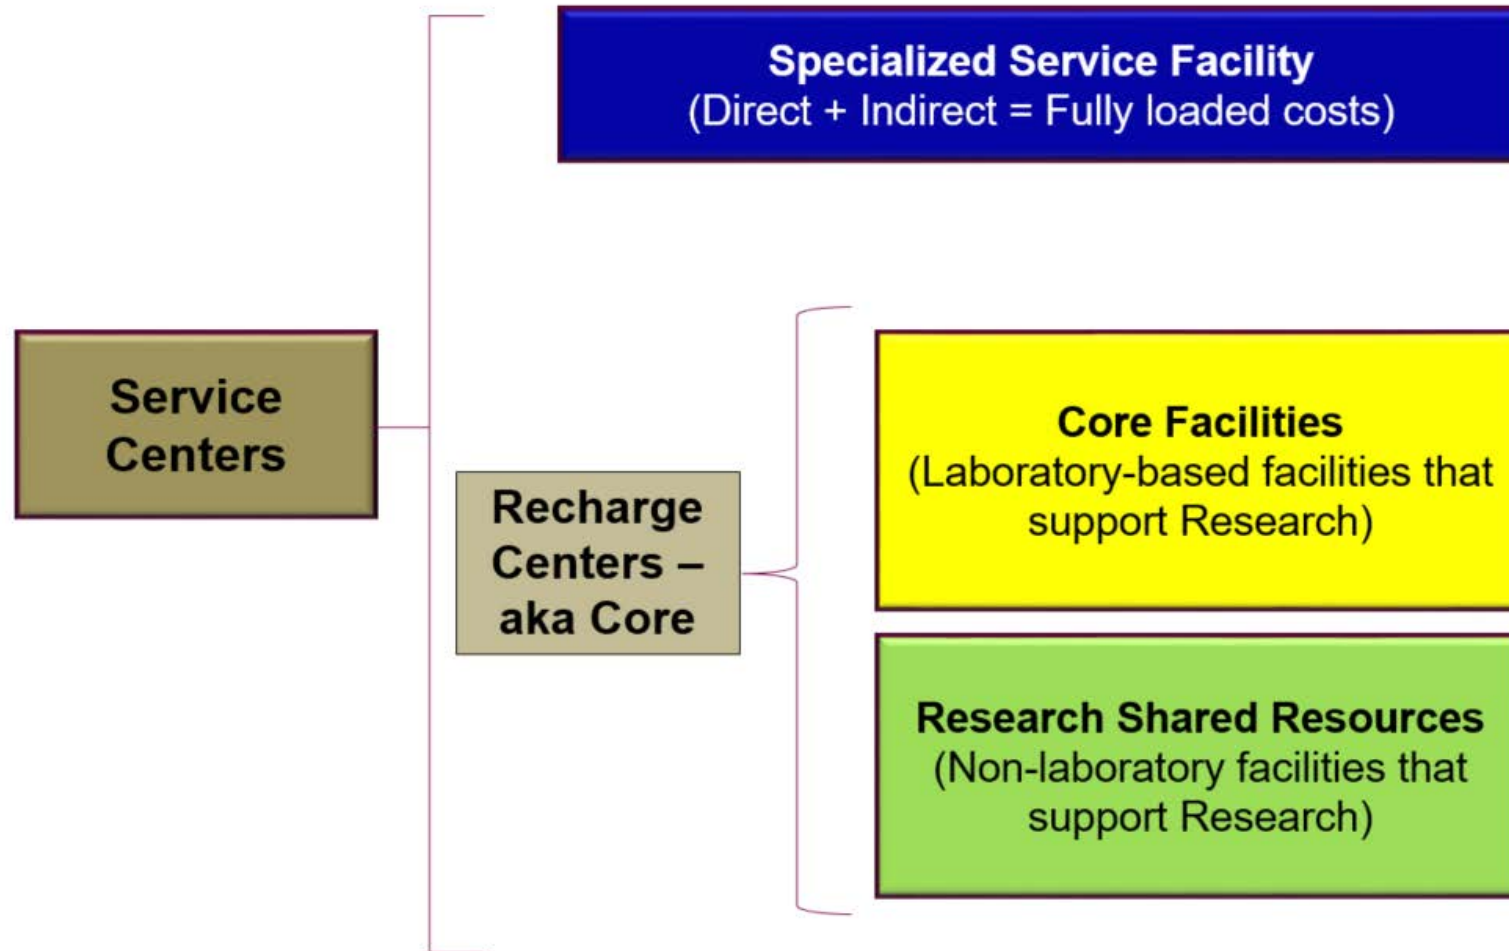 Specialized Service Facility
(Direct + Indirect = Fully loaded costs)
Service
Centers
Recharge
Centers –
aka Core
Core Facilities
(Laboratory-based facilities that
support Research)
Research Shared Resources
(Non-laboratory facilities that
support Research)